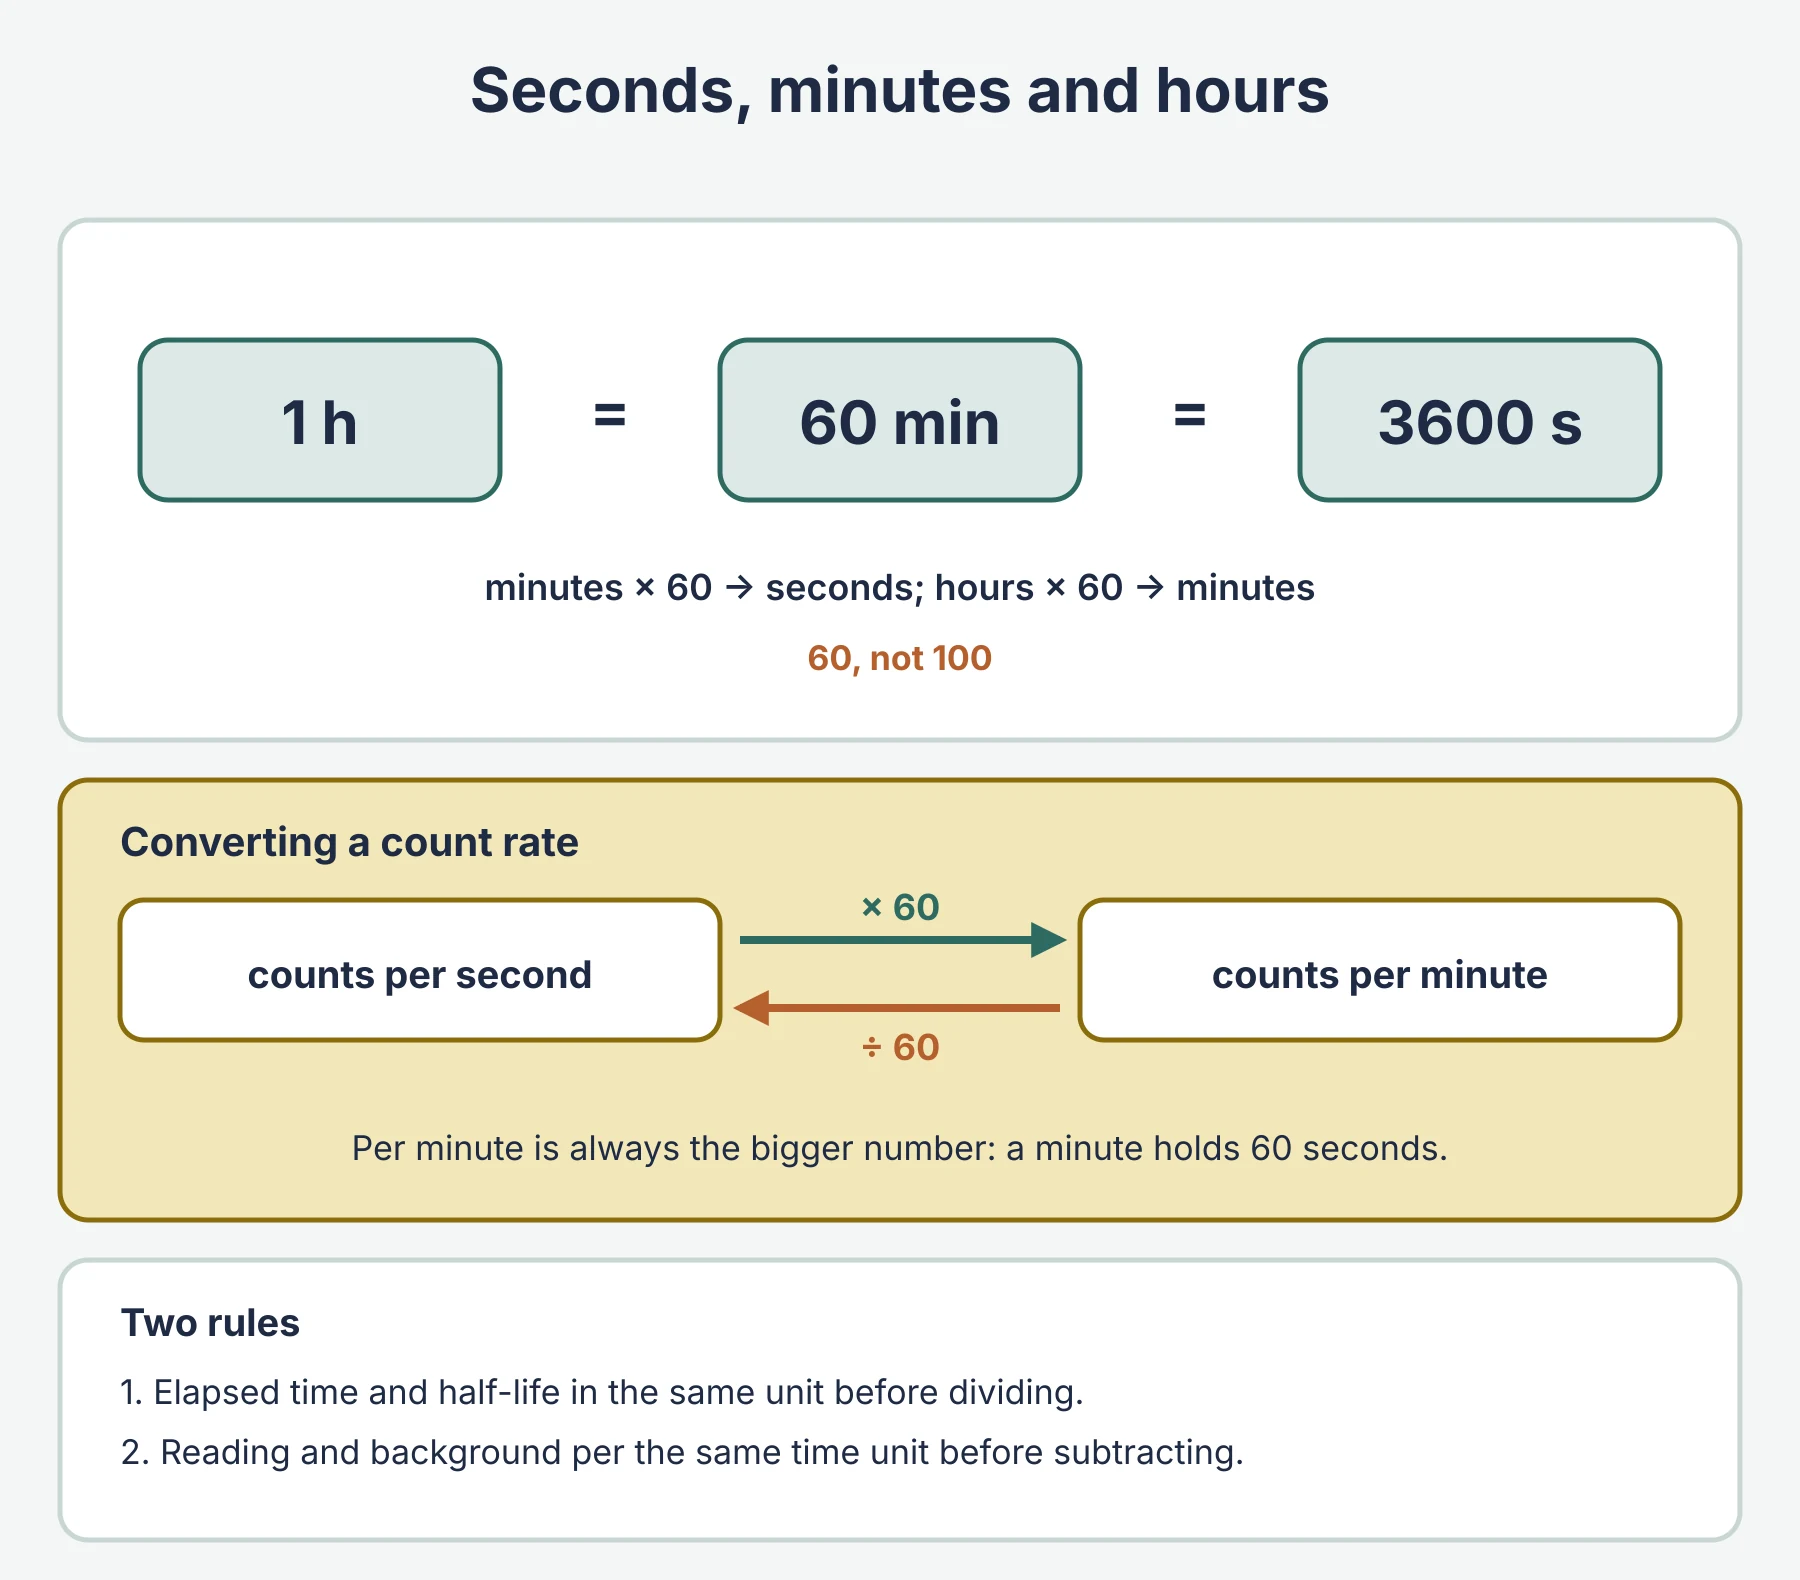 Seconds, minutes and hours
1 h = 60 min = 3600 s
minutes × 60 → seconds; hours × 60 → minutes
60, not 100
Converting a count rate
× 60
counts per second
counts per minute
÷ 60
Per minute is always the bigger number: a minute holds 60 seconds.
Two rules
1. Elapsed time and half-life in the same unit before dividing.
2. Reading and background per the same time unit before subtracting.